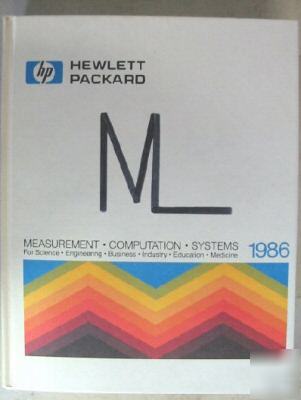 hp HEWLETT
PACKARD
ML
MEASUREMENT • COMPUTATION • SYSTEMS
For Science • Engineering • Business • Industry • Education • Medicine
1986